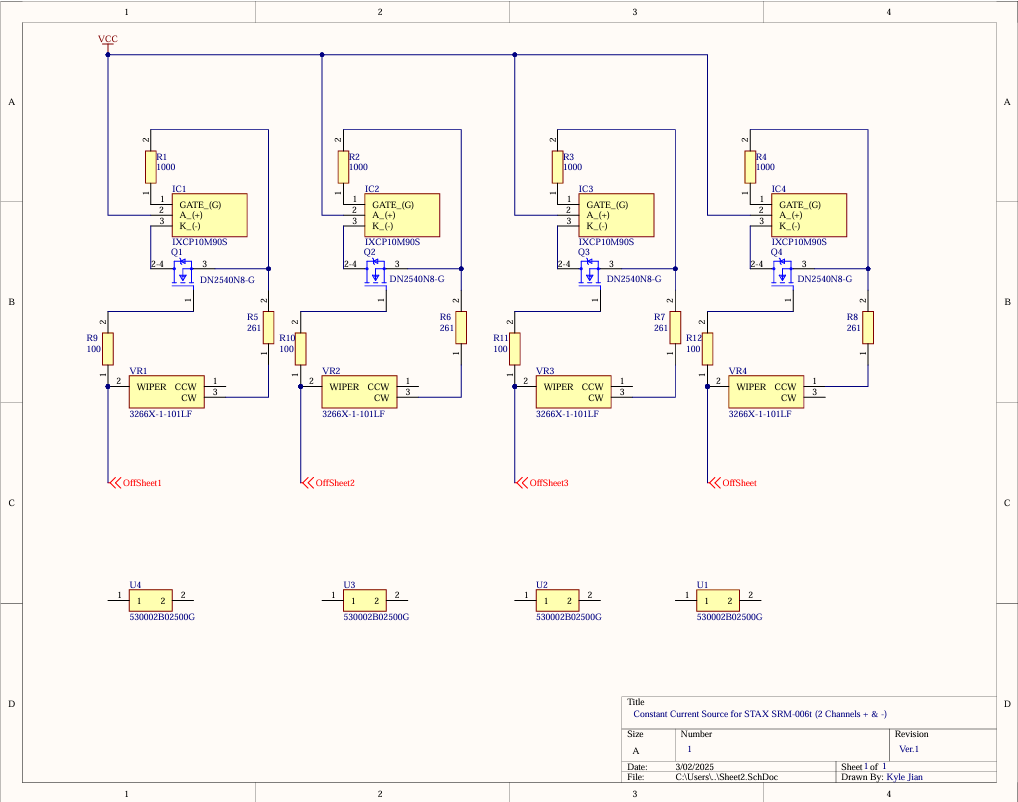 1 2 3 4
VCC
A A
2 2 2 2
R1 R2 R3 R4
1000 1000 1000 1000
1 1 1 1
IC1 IC2 IC3 IC4
1 GATE_(G) 1 GATE_(G) 1 GATE_(G) 1 GATE_(G)
2 A_(+) 2 A_(+) 2 A_(+) 2 A_(+)
3 K_(-) 3 K_(-) 3 K_(-) 3 K_(-)
IXCP10M90S IXCP10M90S IXCP10M90S IXCP10M90S
Q1 Q2 Q3 Q4
2-4 3 2-4 3 2-4 3 2-4 3
DN2540N8-G DN2540N8-G DN2540N8-G DN2540N8-G
B B
1 2 1 2 1 2 1 2
R5 R6 R7 R8
261 261 261 261
2 2 2 2
R9 R10 R11 R12
100 100 100 100
1 1 1 1
1 1 1 1
VR1 VR2 VR3 VR4
2 WIPER CCW 1 2 WIPER CCW 1 2 WIPER CCW 1 2 WIPER CCW 1
CW 3 CW 3 CW 3 CW 3
3266X-1-101LF 3266X-1-101LF 3266X-1-101LF 3266X-1-101LF
OffSheet1 OffSheet2 OffSheet3 OffSheet
C C
U4 U3 U2 U1
1 1 2 2 1 1 2 2 1 1 2 2 1 1 2 2
530002B02500G 530002B02500G 530002B02500G 530002B02500G
D D
Title
Constant Current Source for STAX SRM-006t (2 Channels + & -)
Size Number Revision
A 1 Ver.1
Date: 3/02/2025 Sheet 1 of 1
File: C:\Users\..\Sheet2.SchDoc Drawn By: Kyle Jian
1 2 3 4